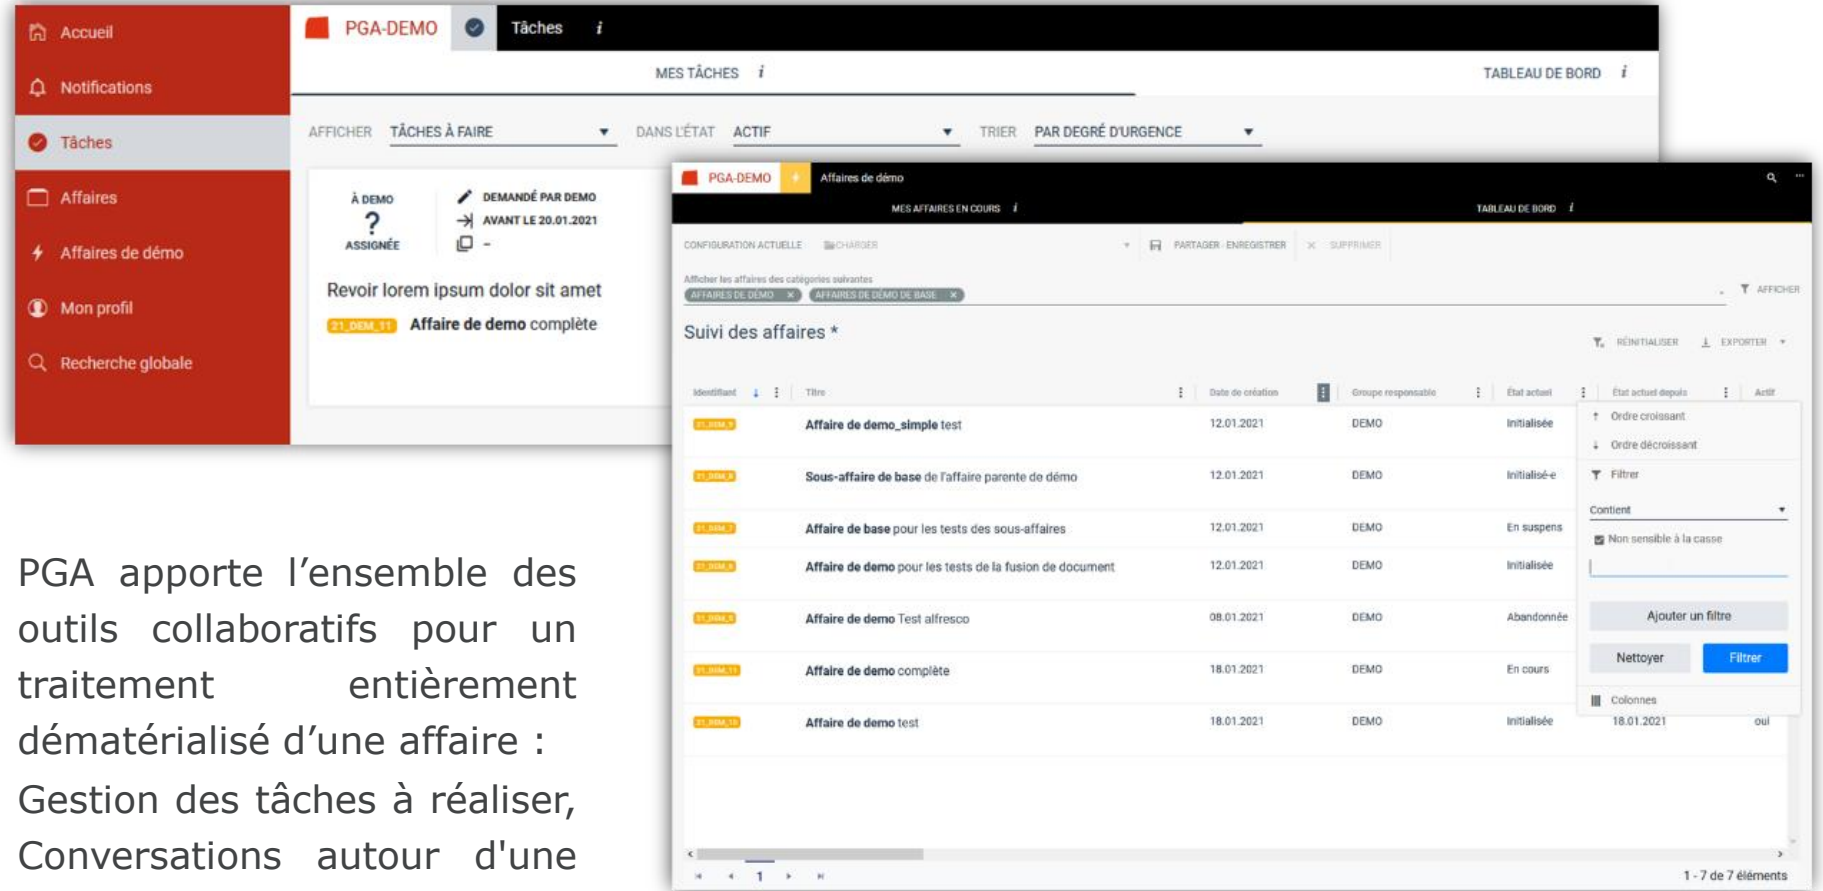 Accueil
Notifications
Tâches
Affaires
Affaires de démo
Mon profil
Recherche globale
PGA-DEMO Tâches i
MES TÂCHES i TABLEAU DE BORD i
AFFICHER TÂCHES À FAIRE DANS L'ÉTAT ACTIF TRIER PAR DEGRÉ D'URGENCE
À DEMO
?
ASSIGNÉE
DEMANDÉ PAR DEMO
AVANT LE 20.01.2021
-
Revoir lorem ipsum dolor sit amet
21_DEM_11 Affaire de demo complète
PGA-DEMO Affaires de démo
MES AFFAIRES EN COURS i TABLEAU DE BORD i
CONFIGURATION ACTUELLE CHARGER PARTAGER - ENREGISTRER SUPPRIMER
Afficher les affaires des catégories suivantes
AFFAIRES DE DÉMO × AFFAIRES DE DÉMO DE BASE × AFFICHER
Suivi des affaires *
RÉINITIALISER EXPORTER
Identifiant Titre Date de création Groupe responsable État actuel État actuel depuis Actif
21_DEM_9 Affaire de demo_simple test 12.01.2021 DEMO Initialisée
21_DEM_8 Sous-affaire de base de l'affaire parente de démo 12.01.2021 DEMO Initialisé-e
21_DEM_7 Affaire de base pour les tests des sous-affaires 12.01.2021 DEMO En suspens
Affaire de demo pour les tests de la fusion de document 12.01.2021 DEMO Initialisée
Affaire de demo Test alfresco 08.01.2021 DEMO Abandonnée
21_DEM_11 Affaire de demo complète 18.01.2021 DEMO En cours
21_DEM_10 Affaire de demo test 18.01.2021 DEMO Initialisée 18.01.2021 oui
Ordre croissant
Ordre décroissant
Filtrer
Contient
Non sensible à la casse
Ajouter un filtre
Nettoyer Filtrer
Colonnes
1
1 - 7 de 7 éléments
PGA apporte l’ensemble des
outils collaboratifs pour un
traitement entièrement
dématérialisé d’une affaire :
Gestion des tâches à réaliser,
Conversations autour d'une